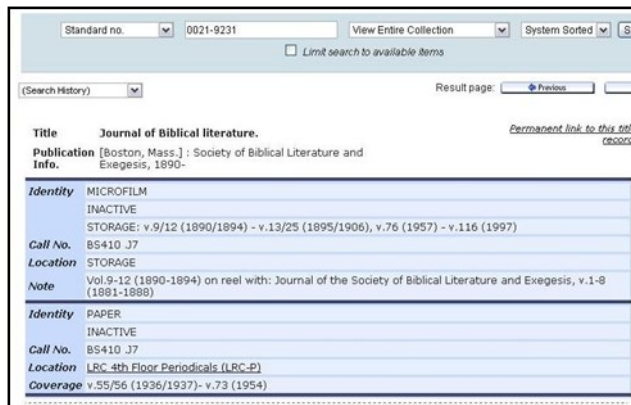 Standard no. 0021-9231 View Entire Collection System Sorted S
Limit search to available items
(Search History) Result page: Previous
Title Journal of Biblical literature. Permanent link to this titl
record
Publication Info. [Boston, Mass.] : Society of Biblical Literature and
Exegesis, 1890-
Identity MICROFILM
INACTIVE
STORAGE: v.9/12 (1890/1894) - v.13/25 (1895/1906), v.76 (1957) - v.116 (1997)
Call No. BS410 .J7
Location STORAGE
Note Vol.9-12 (1890-1894) on reel with: Journal of the Society of Biblical Literature and Exegesis, v.1-8
(1881-1888)
Identity PAPER
INACTIVE
Call No. BS410 .J7
Location LRC 4th Floor Periodicals (LRC-P)
Coverage v.55/56 (1936/1937)- v.73 (1954)